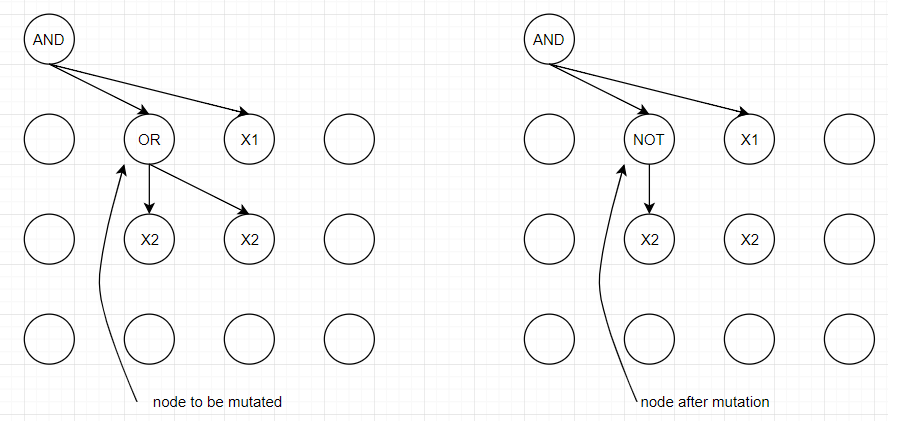 AND
AND
OR
X1
NOT
X1
X2
X2
X2
X2
node to be mutated
node after mutation